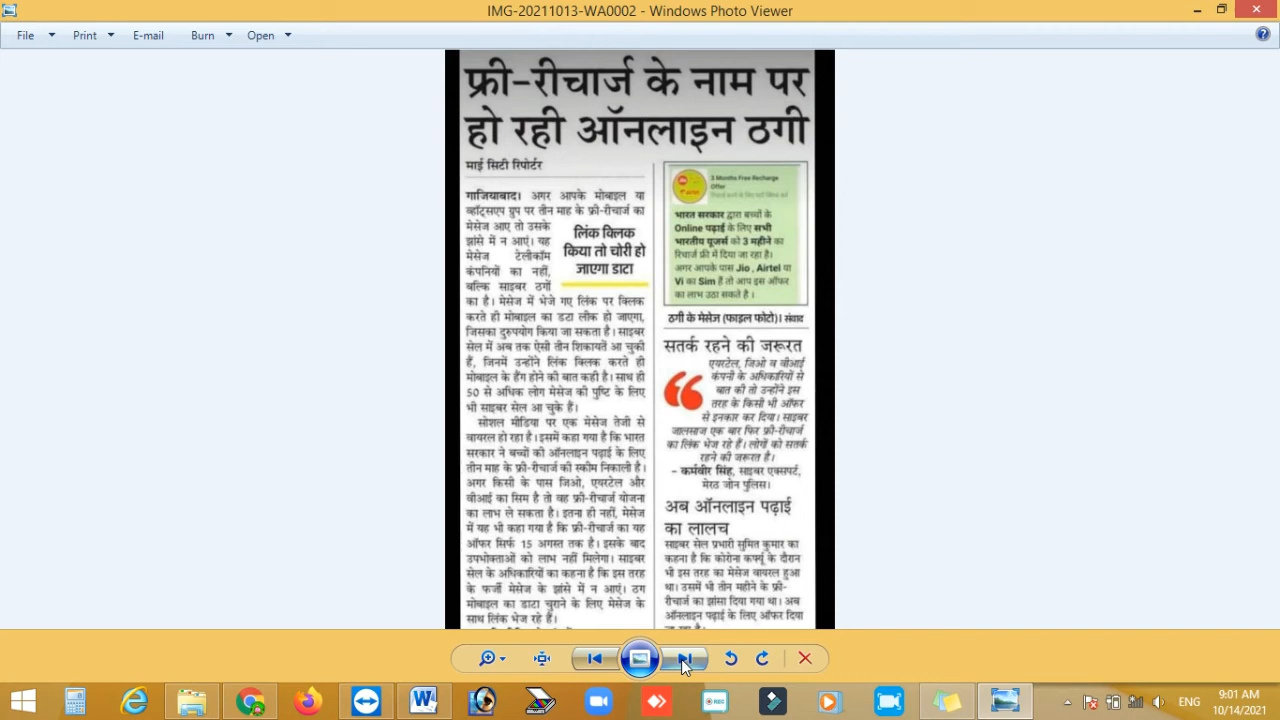 IMG-20211013-WA0002 - Windows Photo Viewer
File Print E-mail Burn Open
फ्री-रीचार्ज के नाम पर
हो रही ऑनलाइन ठगी
माई सिटी रिपोर्टर
गाजियाबाद। अगर आपके मोबाइल या
व्हॉट्सएप ग्रुप पर तीन माह के फ्री-रीचार्ज का
मेसेज आए तो उसके
झांसे में न आएं। यह
मेसेज टेलीकॉम
कंपनियों का नहीं,
बल्कि साइबर ठगों
का है। मेसेज में भेजे गए लिंक पर क्लिक
करते ही मोबाइल का डटा लीक हो जाएगा,
जिसका दुरुपयोग किया जा सकता है। साइबर
सेल में अब तक ऐसी तीन शिकायतें आ चुकी
हैं, जिनमें उन्होंने लिंक क्लिक करते ही
मोबाइल के हैंग होने की बात कही है। साथ ही
50 से अधिक लोग मेसेज की पुष्टि के लिए
भी साइबर सेल आ चुके हैं।
सोशल मीडिया पर एक मेसेज तेजी से
वायरल हो रहा है। इसमें कहा गया है कि भारत
सरकार ने बच्चों की ऑनलाइन पढ़ाई के लिए
तीन माह के फ्री-रीचार्ज की स्कीम निकाली है।
अगर किसी के पास जिओ, एयरटेल और
वीआई का सिम है तो वह फ्री-रीचार्ज योजना
का लाभ ले सकता है। इतना ही नहीं, मेसेज
में यह भी कहा गया है कि फ्री-रीचार्ज का यह
ऑफर सिर्फ 15 अगस्त तक है। इसके बाद
उपभोक्ताओं को लाभ नहीं मिलेगा। साइबर
सेल के अधिकारियों का कहना है कि इस तरह
के फर्जी मेसेज के झांसे में न आएं। ठग
मोबाइल का डाटा चुराने के लिए मेसेज के
साथ लिंक भेज रहे हैं।
लिंक क्लिक
किया तो चोरी हो
जाएगा डाटा
3 Months Free Recharge
Offer
भारत सरकार द्वारा बच्चों के
Online पढ़ाई के लिए सभी
भारतीय यूजर्स को 3 महीने का
रिचार्ज फ्री में दिया जा रहा है।
अगर आपके पास Jio , Airtel या
Vi का Sim हैं तो आप इस ऑफर
का लाभ उठा सकते है ।
ठगी के मेसेज (फाइल फोटो)। संवाद
सतर्क रहने की जरूरत
एयरटेल, जिओ व वीआई
कंपनी के अधिकारियों से
बात की तो उन्होंने इस
तरह के किसी भी ऑफर
से इनकार कर दिया। साइबर
जालसाज एक बार फिर फ्री-रीचार्ज
का लिंक भेज रहे हैं। लोगों को सतर्क
रहने की जरूरत है।
- कर्मवीर सिंह, साइबर एक्सपर्ट,
मेरठ जोन पुलिस।
अब ऑनलाइन पढ़ाई
का लालच
साइबर सेल प्रभारी सुमित कुमार का
कहना है कि कोरोना कर्फ्यू के दौरान
भी इस तरह का मेसेज वायरल हुआ
था। उसमें भी तीन महीने के फ्री-
रीचार्ज का झांसा दिया गया था। अब
ऑनलाइन पढ़ाई के लिए ऑफर दिया
ENG
9:01 AM
10/14/2021